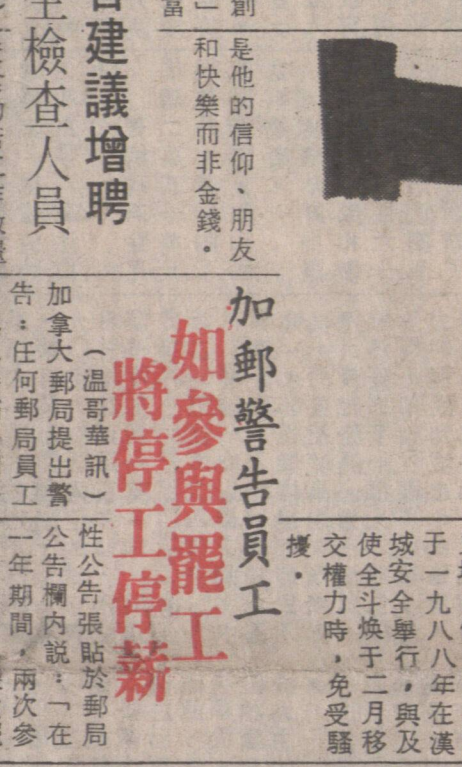 創
是他的信仰、朋友
和快樂而非金錢。
」
富
建議增聘
檢查人員
于一九八八年在漢
城安全舉行，與及
使全斗煥于二月移
交權力時，免受騷
擾。
加郵警告員工
如參與罷工
將停工停薪
（溫哥華訊）
加拿大郵局提出警
告：任何郵局員工
性公告張貼於郵局
公告欄內説：「在
一年期間，兩次參